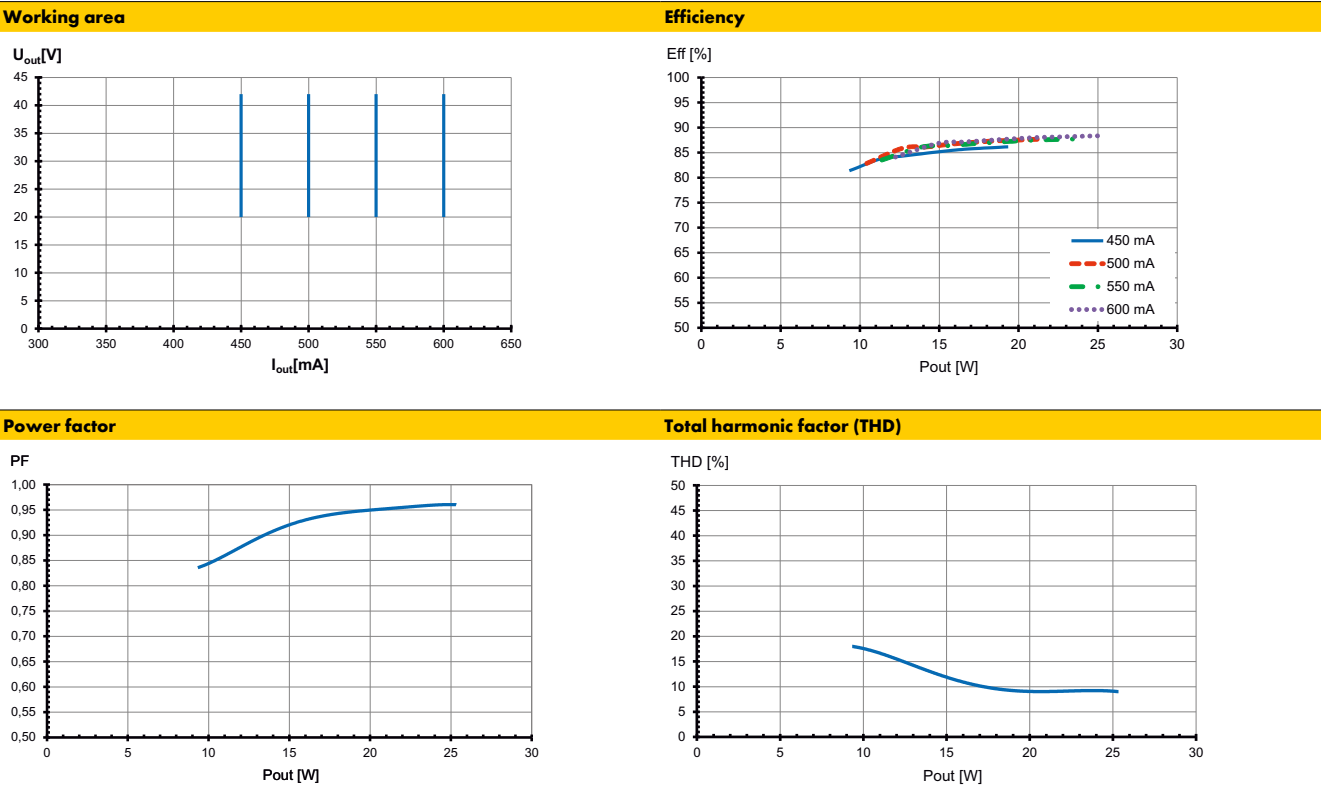 Working area
Uout[V]
45
40
35
30
25
20
15
10
5
0
300 350 400 450 500 550 600 650
Iout[mA]
Efficiency
Eff [%]
100
95
90
85
80
75
70
65
60
55
50
450 mA
500 mA
550 mA
600 mA
0 5 10 15 20 25 30
Pout [W]
Power factor
PF
1,00
0,95
0,90
0,85
0,80
0,75
0,70
0,65
0,60
0,55
0,50
0 5 10 15 20 25 30
Pout [W]
Total harmonic factor (THD)
THD [%]
50
45
40
35
30
25
20
15
10
5
0
0 5 10 15 20 25 30
Pout [W]